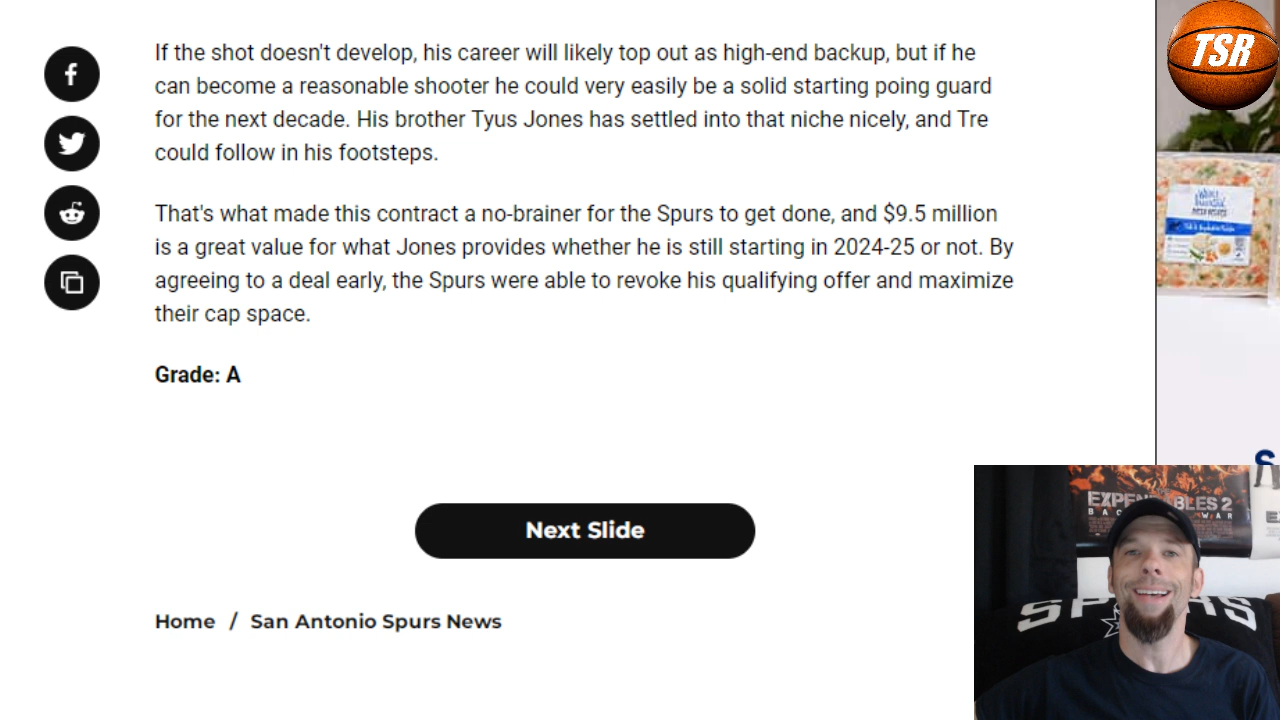 If the shot doesn't develop, his career will likely top out as high-end backup, but if he
can become a reasonable shooter he could very easily be a solid starting poing guard
for the next decade. His brother Tyus Jones has settled into that niche nicely, and Tre
could follow in his footsteps.
That's what made this contract a no-brainer for the Spurs to get done, and $9.5 million
is a great value for what Jones provides whether he is still starting in 2024-25 or not. By
agreeing to a deal early, the Spurs were able to revoke his qualifying offer and maximize
their cap space.
Grade: A
Next Slide
Home / San Antonio Spurs News
TSR
S
EXPENDABLES 2
SPURS